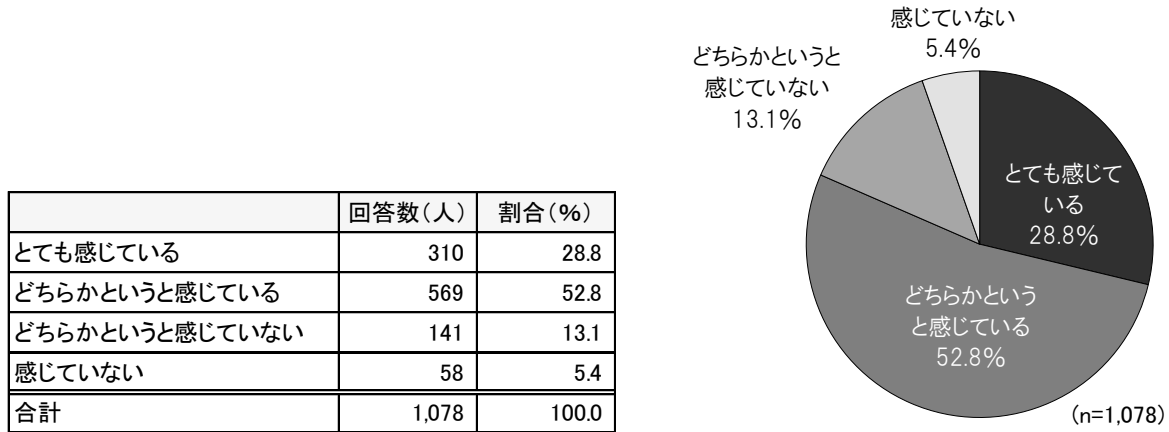 回答数(人) 割合(%)
とても感じている 310 28.8
どちらかというと感じている 569 52.8
どちらかというと感じていない 141 13.1
感じていない 58 5.4
合計 1,078 100.0
感じていない
5.4%
どちらかというと
感じていない
13.1%
とても感じて
いる
28.8%
どちらかという
と感じている
52.8%
(n=1,078)